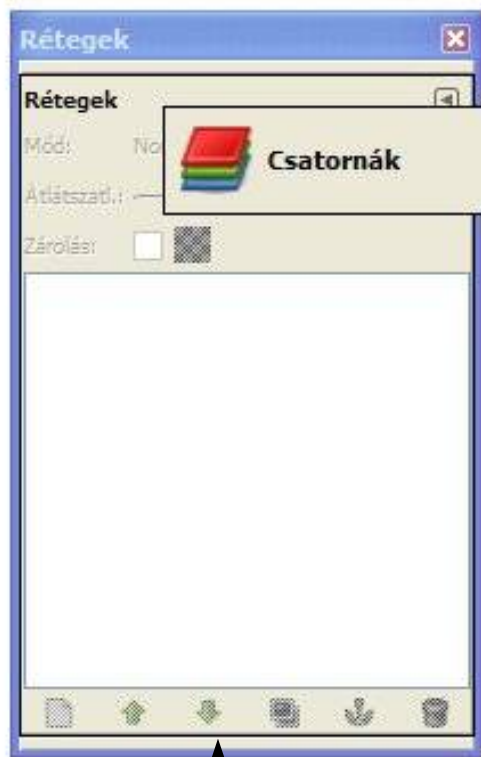 Rétegek
Rétegek
Mód: No
Csatornák
Átlátszatl.:
Zárolás: